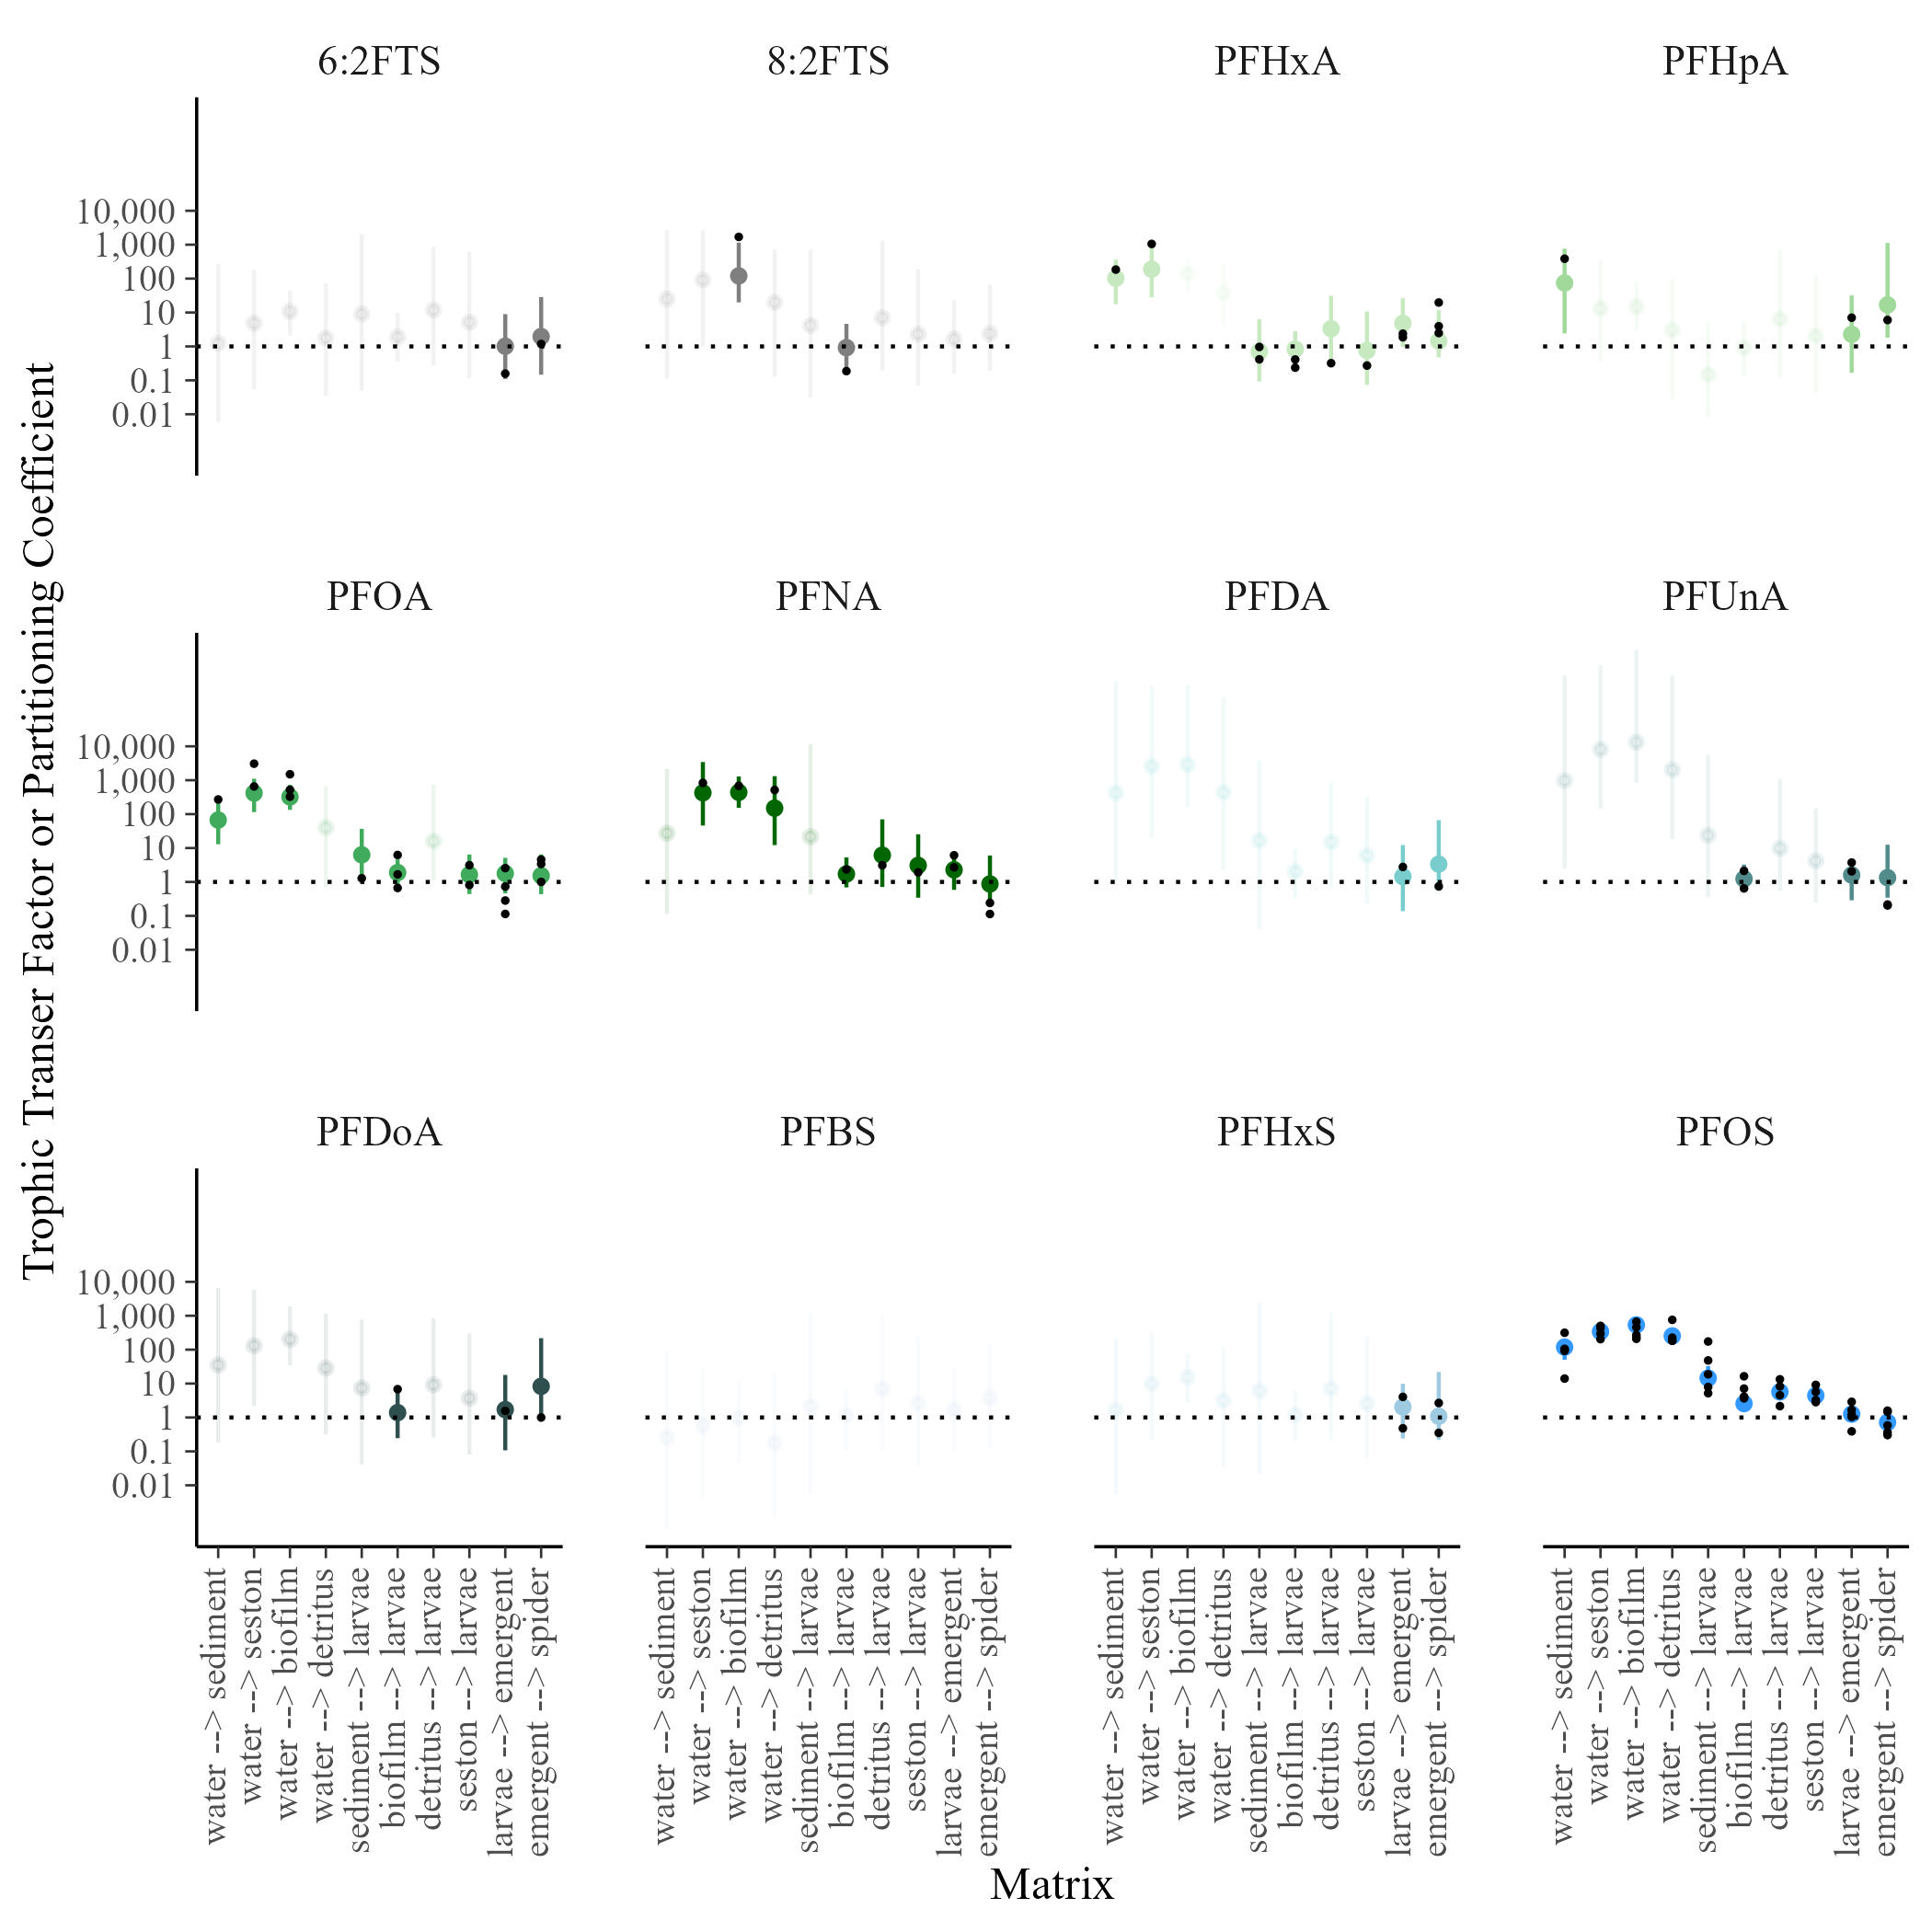 6:2FTS 8:2FTS PFHxA PFHpA
10,000
1,000
100
10
1
0.1
0.01
Trophic Transer Factor or Partitioning Coefficient
PFOA PFNA PFDA PFUnA
10,000
1,000
100
10
1
0.1
0.01
PFDoA PFBS PFHxS PFOS
10,000
1,000
100
10
1
0.1
0.01
water --> sediment
water --> seston
water --> biofilm
water --> detritus
sediment --> larvae
biofilm --> larvae
detritus --> larvae
seston --> larvae
larvae --> emergent
emergent --> spider
water --> sediment
water --> seston
water --> biofilm
water --> detritus
sediment --> larvae
biofilm --> larvae
detritus --> larvae
seston --> larvae
larvae --> emergent
emergent --> spider
water --> sediment
water --> seston
water --> biofilm
water --> detritus
sediment --> larvae
biofilm --> larvae
detritus --> larvae
seston --> larvae
larvae --> emergent
emergent --> spider
water --> sediment
water --> seston
water --> biofilm
water --> detritus
sediment --> larvae
biofilm --> larvae
detritus --> larvae
seston --> larvae
larvae --> emergent
emergent --> spider
Matrix